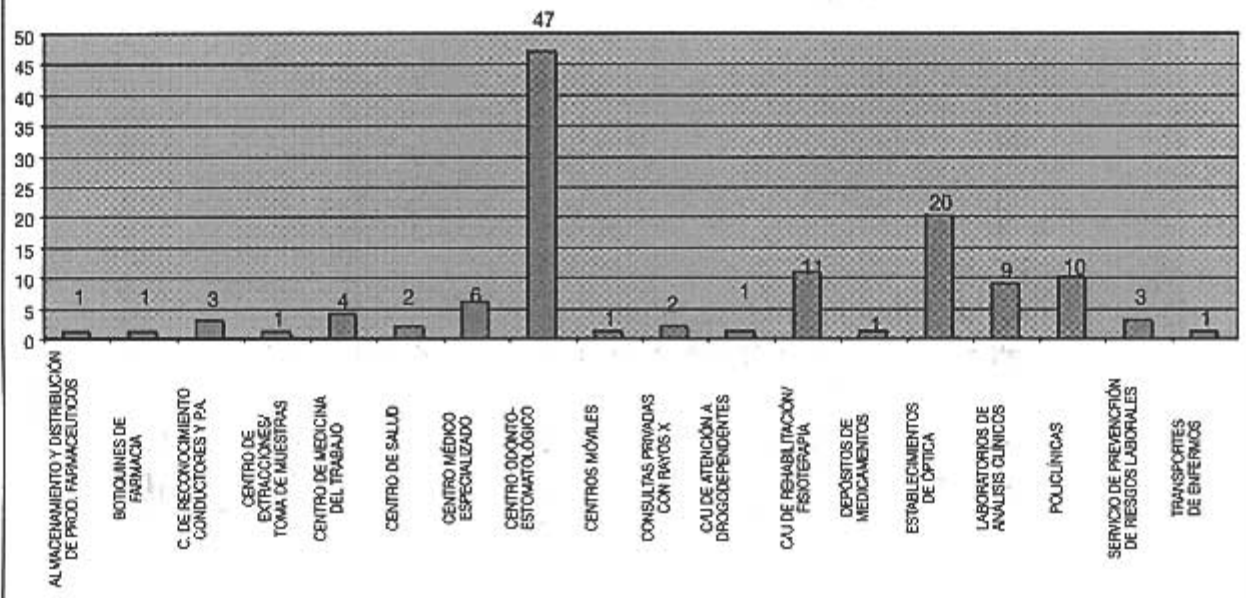 47
50
45
40
35
30
25
20
15
10
5
0
1
1
3
1
4
2
6
1
2
1
11
1
20
9
10
3
1
ALMACENAMIENTO Y DISTRIBUCIÓN
DE PROD. FARMACEUTICOS
BOTIQUINES DE
FARMACIA
C. DE RECONOCIMIENTO
CONDUCTORES Y P.A.
CENTRO DE
EXTRACCIONES/
TOMA DE MUESTRAS
CENTRO DE MEDICINA
DEL TRABAJO
CENTRO DE SALUD
CENTRO MÉDICO
ESPECIALIZADO
CENTRO ODONTO-
ESTOMATOLÓGICO
CENTROS MÓVILES
CONSULTAS PRIVADAS
CON RAYOS X
C/U DE ATENCIÓN A
DROGODEPENDENTES
C/U DE REHABILITACIÓN/
FISIOTERAPIA
DEPÓSITOS DE
MEDICAMENTOS
ESTABLECIMIENTOS
DE ÓPTICA
LABORATORIOS DE
ANÁLISIS CLINICOS
POLICLÍNICAS
SERVICIO DE PREVENCFIÓN
DE RIESGOS LABORALES
TRANSPORTES
DE ENFERMOS